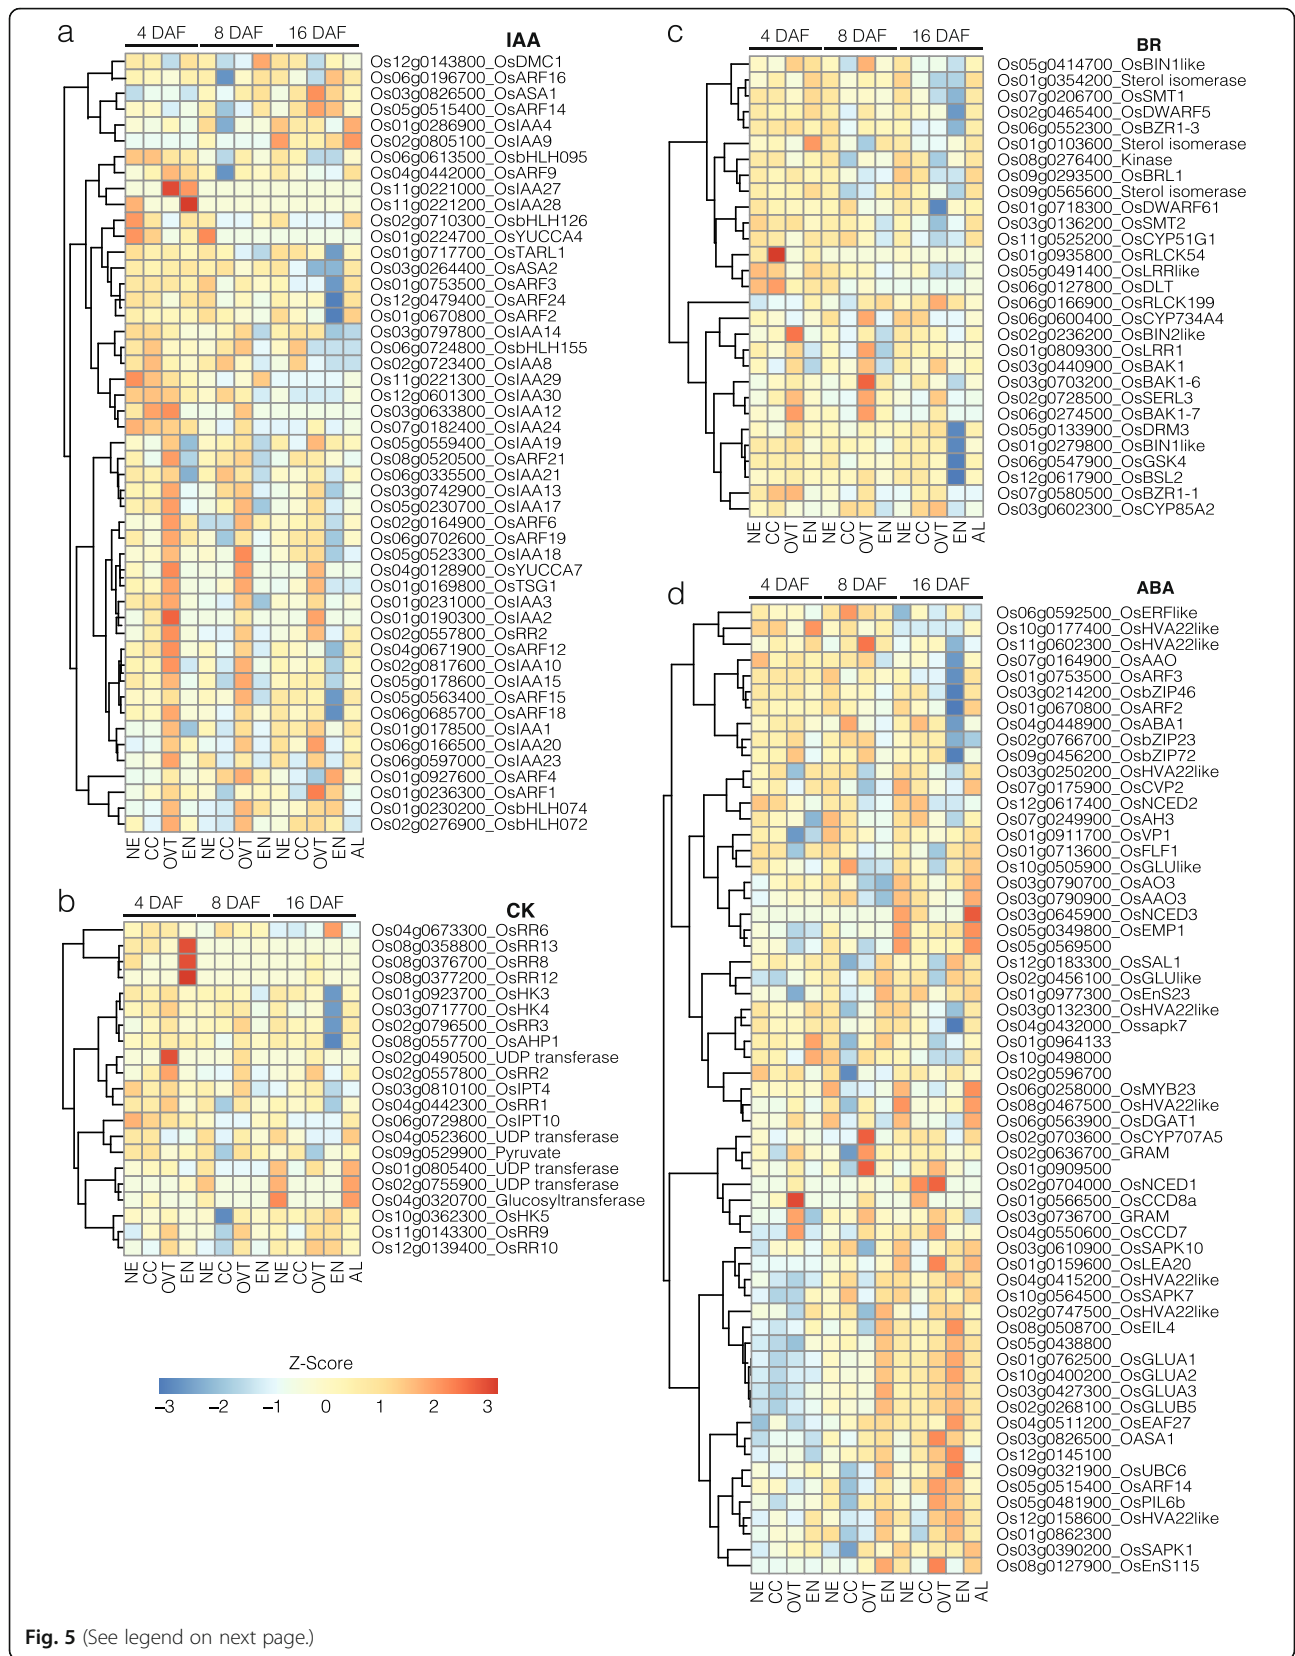 a
4 DAF 8 DAF 16 DAF
IAA
Os12g0143800_OsDMC1
Os06g0196700_OsARF16
Os03g0826500_OsASA1
Os05g0515400_OsARF14
Os01g0286900_OsIAA4
Os02g0805100_OsIAA9
Os06g0613500_OsbHLH095
Os04g0442000_OsARF9
Os11g0221000_OsIAA27
Os11g0221200_OsIAA28
Os02g0710300_OsbHLH126
Os01g0224700_OsYUCCA4
Os01g0717700_OsTARL1
Os03g0264400_OsASA2
Os01g0753500_OsARF3
Os12g0479400_OsARF24
Os01g0670800_OsARF2
Os03g0797800_OsIAA14
Os06g0724800_OsbHLH155
Os02g0723400_OsIAA8
Os11g0221300_OsIAA29
Os12g0601300_OsIAA30
Os03g0633800_OsIAA12
Os07g0182400_OsIAA24
Os05g0559400_OsIAA19
Os08g0520500_OsARF21
Os06g0335500_OsIAA21
Os03g0742900_OsIAA13
Os05g0230700_OsIAA17
Os02g0164900_OsARF6
Os06g0702600_OsARF19
Os05g0523300_OsIAA18
Os04g0128900_OsYUCCA7
Os01g0169800_OsTSG1
Os01g0231000_OsIAA3
Os01g0190300_OsIAA2
Os02g0557800_OsRR2
Os04g0671900_OsARF12
Os02g0817600_OsIAA10
Os05g0178600_OsIAA15
Os05g0563400_OsARF15
Os06g0685700_OsARF18
Os01g0178500_OsIAA1
Os06g0166500_OsIAA20
Os06g0597000_OsIAA23
Os01g0927600_OsARF4
Os01g0236300_OsARF1
Os01g0230200_OsbHLH074
Os02g0276900_OsbHLH072
NE CC OVT EN NE CC OVT EN NE CC OVT EN AL
b
4 DAF 8 DAF 16 DAF
CK
Os04g0673300_OsRR6
Os08g0358800_OsRR13
Os08g0376700_OsRR8
Os08g0377200_OsRR12
Os01g0923700_OsHK3
Os03g0717700_OsHK4
Os02g0796500_OsRR3
Os08g0557700_OsAHP1
Os02g0490500_UDP transferase
Os02g0557800_OsRR2
Os03g0810100_OsIPT4
Os04g0442300_OsRR1
Os06g0729800_OsIPT10
Os04g0523600_UDP transferase
Os09g0529900_Pyruvate
Os01g0805400_UDP transferase
Os02g0755900_UDP transferase
Os04g0320700_Glucosyltransferase
Os10g0362300_OsHK5
Os11g0143300_OsRR9
Os12g0139400_OsRR10
NE CC OVT EN NE CC OVT EN NE CC OVT EN AL
Z-Score
−3 −2 −1 0 1 2 3
c
4 DAF 8 DAF 16 DAF
BR
Os05g0414700_OsBIN1like
Os01g0354200_Sterol isomerase
Os07g0206700_OsSMT1
Os02g0465400_OsDWARF5
Os06g0552300_OsBZR1-3
Os01g0103600_Sterol isomerase
Os08g0276400_Kinase
Os09g0293500_OsBRL1
Os09g0565600_Sterol isomerase
Os01g0718300_OsDWARF61
Os03g0136200_OsSMT2
Os11g0525200_OsCYP51G1
Os01g0935800_OsRLCK54
Os05g0491400_OsLRRlike
Os06g0127800_OsDLT
Os06g0166900_OsRLCK199
Os06g0600400_OsCYP734A4
Os02g0236200_OsBIN2like
Os01g0809300_OsLRR1
Os03g0440900_OsBAK1
Os03g0703200_OsBAK1-6
Os02g0728500_OsSERL3
Os06g0274500_OsBAK1-7
Os05g0133900_OsDRM3
Os01g0279800_OsBIN1like
Os06g0547900_OsGSK4
Os12g0617900_OsBSL2
Os07g0580500_OsBZR1-1
Os03g0602300_OsCYP85A2
NE CC OVT EN NE CC OVT EN NE CC OVT EN AL
d
4 DAF 8 DAF 16 DAF
ABA
Os06g0592500_OsERFlike
Os10g0177400_OsHVA22like
Os11g0602300_OsHVA22like
Os07g0164900_OsAAO
Os01g0753500_OsARF3
Os03g0214200_OsbZIP46
Os01g0670800_OsARF2
Os04g0448900_OsABA1
Os02g0766700_OsbZIP23
Os09g0456200_OsbZIP72
Os03g0250200_OsHVA22like
Os07g0175900_OsCVP2
Os12g0617400_OsNCED2
Os07g0249900_OsAH3
Os01g0911700_OsVP1
Os01g0713600_OsFLF1
Os10g0505900_OsGLUlike
Os03g0790700_OsAO3
Os03g0790900_OsAAO3
Os03g0645900_OsNCED3
Os05g0349800_OsEMP1
Os05g0569500
Os12g0183300_OsSAL1
Os02g0456100_OsGLUlike
Os01g0977300_OsEnS23
Os03g0132300_OsHVA22like
Os04g0432000_Ossapk7
Os01g0964133
Os10g0498000
Os02g0596700
Os06g0258000_OsMYB23
Os08g0467500_OsHVA22like
Os06g0563900_OsDGAT1
Os02g0703600_OsCYP707A5
Os02g0636700_GRAM
Os01g0909500
Os02g0704000_OsNCED1
Os01g0566500_OsCCD8a
Os03g0736700_GRAM
Os04g0550600_OsCCD7
Os03g0610900_OsSAPK10
Os01g0159600_OsLEA20
Os04g0415200_OsHVA22like
Os10g0564500_OsSAPK7
Os02g0747500_OsHVA22like
Os08g0508700_OsEIL4
Os05g0438800
Os01g0762500_OsGLUA1
Os10g0400200_OsGLUA2
Os03g0427300_OsGLUA3
Os02g0268100_OsGLUB5
Os04g0511200_OsEAF27
Os03g0826500_OASA1
Os12g0145100
Os09g0321900_OsUBC6
Os05g0515400_OsARF14
Os05g0481900_OsPIL6b
Os12g0158600_OsHVA22like
Os01g0862300
Os03g0390200_OsSAPK1
Os08g0127900_OsEnS115
NE CC OVT EN NE CC OVT EN NE CC OVT EN AL
Fig. 5 (See legend on next page.)